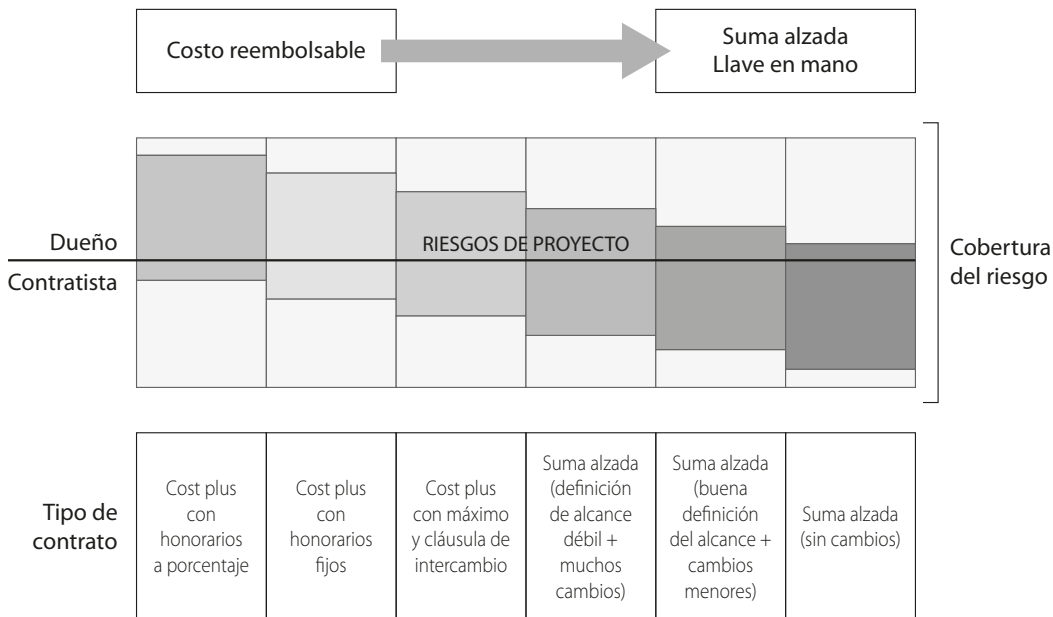 Costo reembolsable
Suma alzada
Llave en mano
Dueño
Contratista
RIESGOS DE PROYECTO
Cobertura
del riesgo
Tipo de
contrato
Cost plus
con
honorarios
a porcentaje
Cost plus
con
honorarios
fijos
Cost plus
con máximo
y cláusula de
intercambio
Suma alzada
(definición
de alcance
débil +
muchos
cambios)
Suma alzada
(buena
definición
del alcance +
cambios
menores)
Suma alzada
(sin cambios)